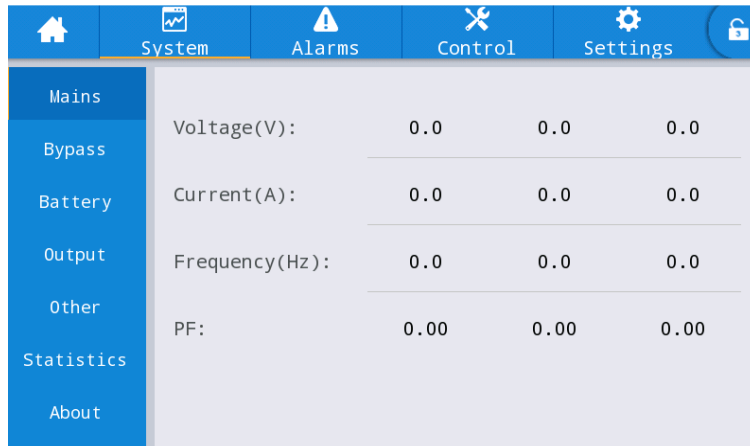 System Alarms Control Settings
Mains
Bypass
Battery
Output
Other
Statistics
About
Voltage(V): 0.0 0.0 0.0
Current(A): 0.0 0.0 0.0
Frequency(Hz): 0.0 0.0 0.0
PF: 0.00 0.00 0.00